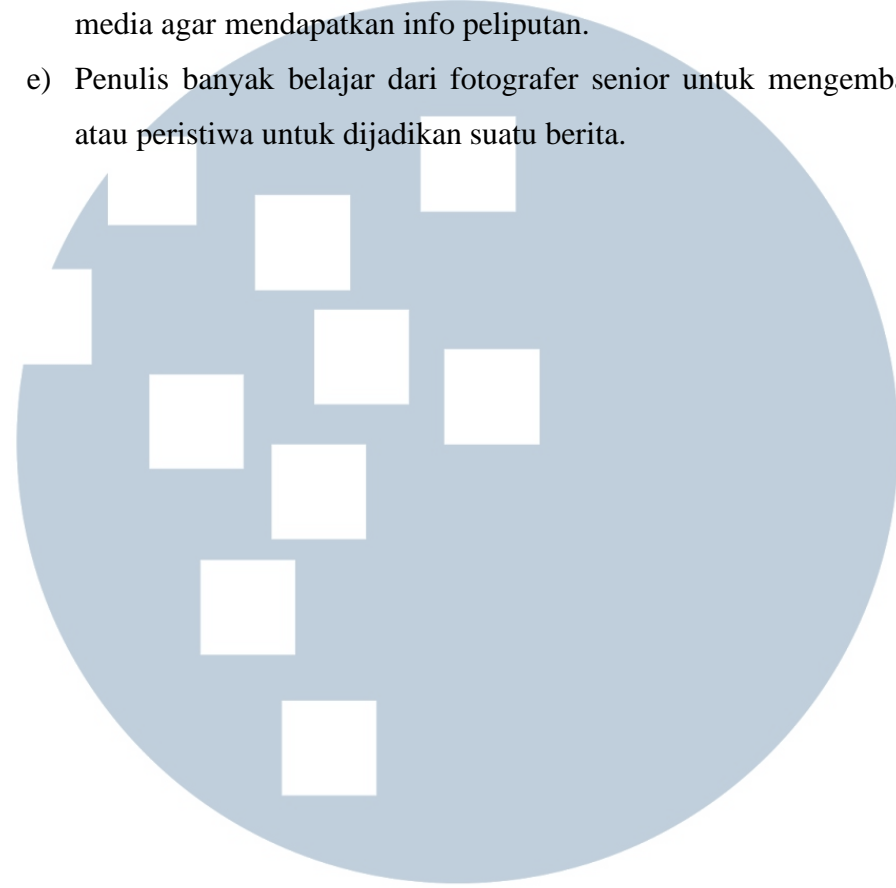 media agar mendapatkan info peliputan.
e) Penulis banyak belajar dari fotografer senior untuk
atau peristiwa untuk dijadikan suatu berita.